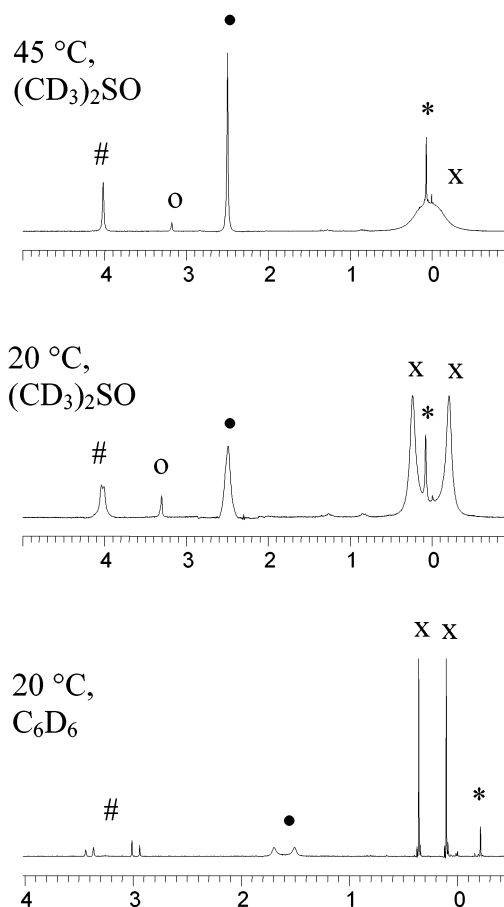 ●
45 °C,
(CD₃)₂SO
*
#
x
o
4 3 2 1 0
20 °C,
(CD₃)₂SO
x x
●
*
#
o
4 3 2 1 0
x x
20 °C,
C₆D₆
*
#
●
4 3 2 1 0